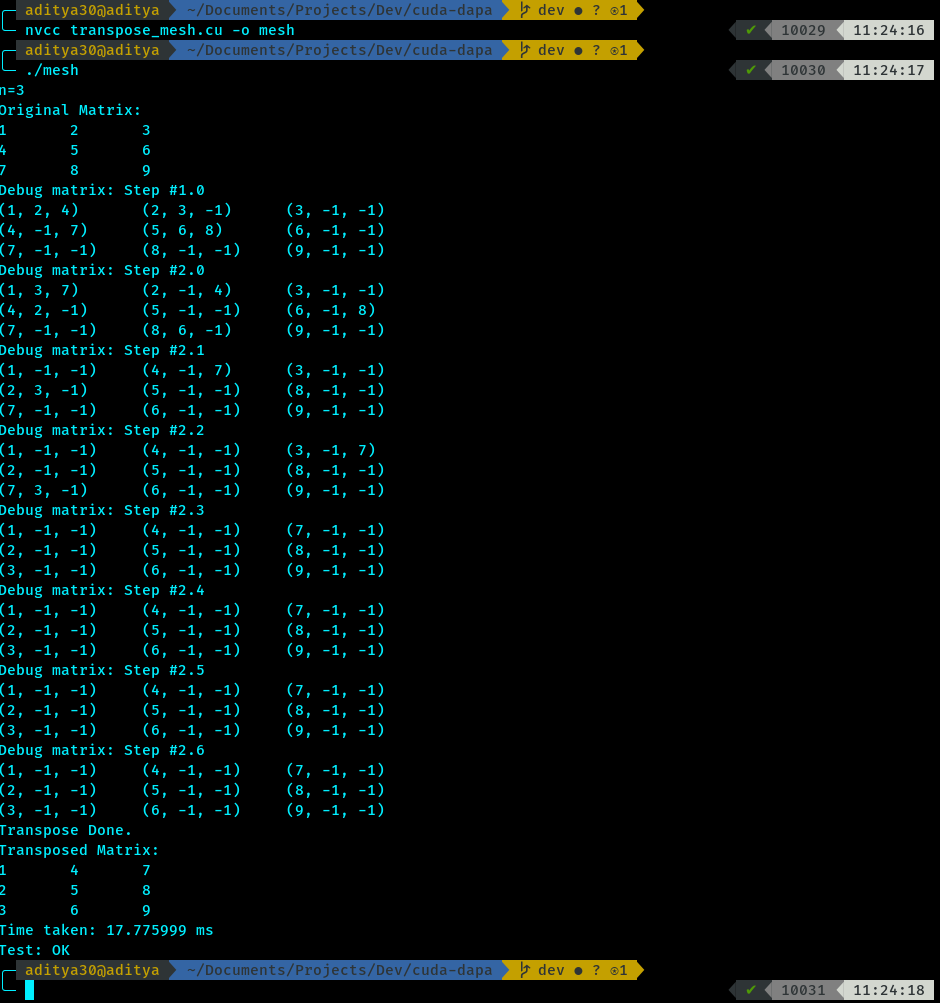 aditya30@aditya ~/Documents/Projects/Dev/cuda-dapa dev ● ? ⍟1
nvcc transpose_mesh.cu -o mesh ✔ 10029 11:24:16
aditya30@aditya ~/Documents/Projects/Dev/cuda-dapa dev ● ? ⍟1
./mesh ✔ 10030 11:24:17
n=3
Original Matrix:
1 2 3
4 5 6
7 8 9
Debug matrix: Step #1.0
(1, 2, 4) (2, 3, -1) (3, -1, -1)
(4, -1, 7) (5, 6, 8) (6, -1, -1)
(7, -1, -1) (8, -1, -1) (9, -1, -1)
Debug matrix: Step #2.0
(1, 3, 7) (2, -1, 4) (3, -1, -1)
(4, 2, -1) (5, -1, -1) (6, -1, 8)
(7, -1, -1) (8, 6, -1) (9, -1, -1)
Debug matrix: Step #2.1
(1, -1, -1) (4, -1, 7) (3, -1, -1)
(2, 3, -1) (5, -1, -1) (8, -1, -1)
(7, -1, -1) (6, -1, -1) (9, -1, -1)
Debug matrix: Step #2.2
(1, -1, -1) (4, -1, -1) (3, -1, 7)
(2, -1, -1) (5, -1, -1) (8, -1, -1)
(7, 3, -1) (6, -1, -1) (9, -1, -1)
Debug matrix: Step #2.3
(1, -1, -1) (4, -1, -1) (7, -1, -1)
(2, -1, -1) (5, -1, -1) (8, -1, -1)
(3, -1, -1) (6, -1, -1) (9, -1, -1)
Debug matrix: Step #2.4
(1, -1, -1) (4, -1, -1) (7, -1, -1)
(2, -1, -1) (5, -1, -1) (8, -1, -1)
(3, -1, -1) (6, -1, -1) (9, -1, -1)
Debug matrix: Step #2.5
(1, -1, -1) (4, -1, -1) (7, -1, -1)
(2, -1, -1) (5, -1, -1) (8, -1, -1)
(3, -1, -1) (6, -1, -1) (9, -1, -1)
Debug matrix: Step #2.6
(1, -1, -1) (4, -1, -1) (7, -1, -1)
(2, -1, -1) (5, -1, -1) (8, -1, -1)
(3, -1, -1) (6, -1, -1) (9, -1, -1)
Transpose Done.
Transposed Matrix:
1 4 7
2 5 8
3 6 9
Time taken: 17.775999 ms
Test: OK
aditya30@aditya ~/Documents/Projects/Dev/cuda-dapa dev ● ? ⍟1
✔ 10031 11:24:18